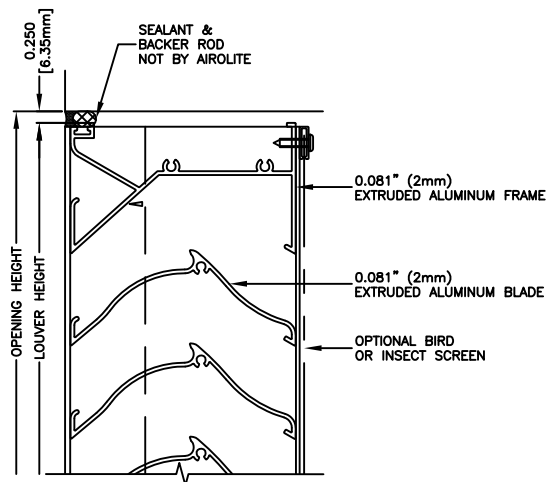 0.250
[6.35mm]
SEALANT &
BACKER ROD
NOT BY AIROLITE
0.081" (2mm)
EXTRUDED ALUMINUM FRAME
0.081" (2mm)
EXTRUDED ALUMINUM BLADE
OPTIONAL BIRD
OR INSECT SCREEN
OPENING HEIGHT
LOUVER HEIGHT